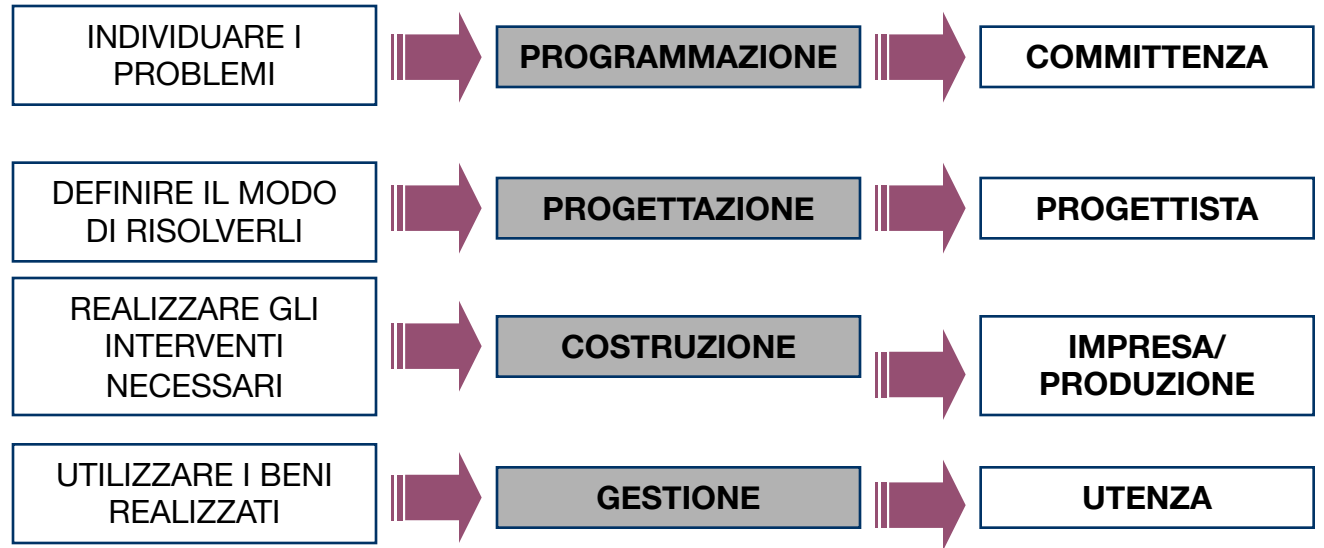 INDIVIDUARE I
PROBLEMI
PROGRAMMAZIONE
COMMITTENZA
DEFINIRE IL MODO
DI RISOLVERLI
PROGETTAZIONE
PROGETTISTA
REALIZZARE GLI
INTERVENTI
NECESSARI
COSTRUZIONE
IMPRESA/
PRODUZIONE
UTILIZZARE I BENI
REALIZZATI
GESTIONE
UTENZA